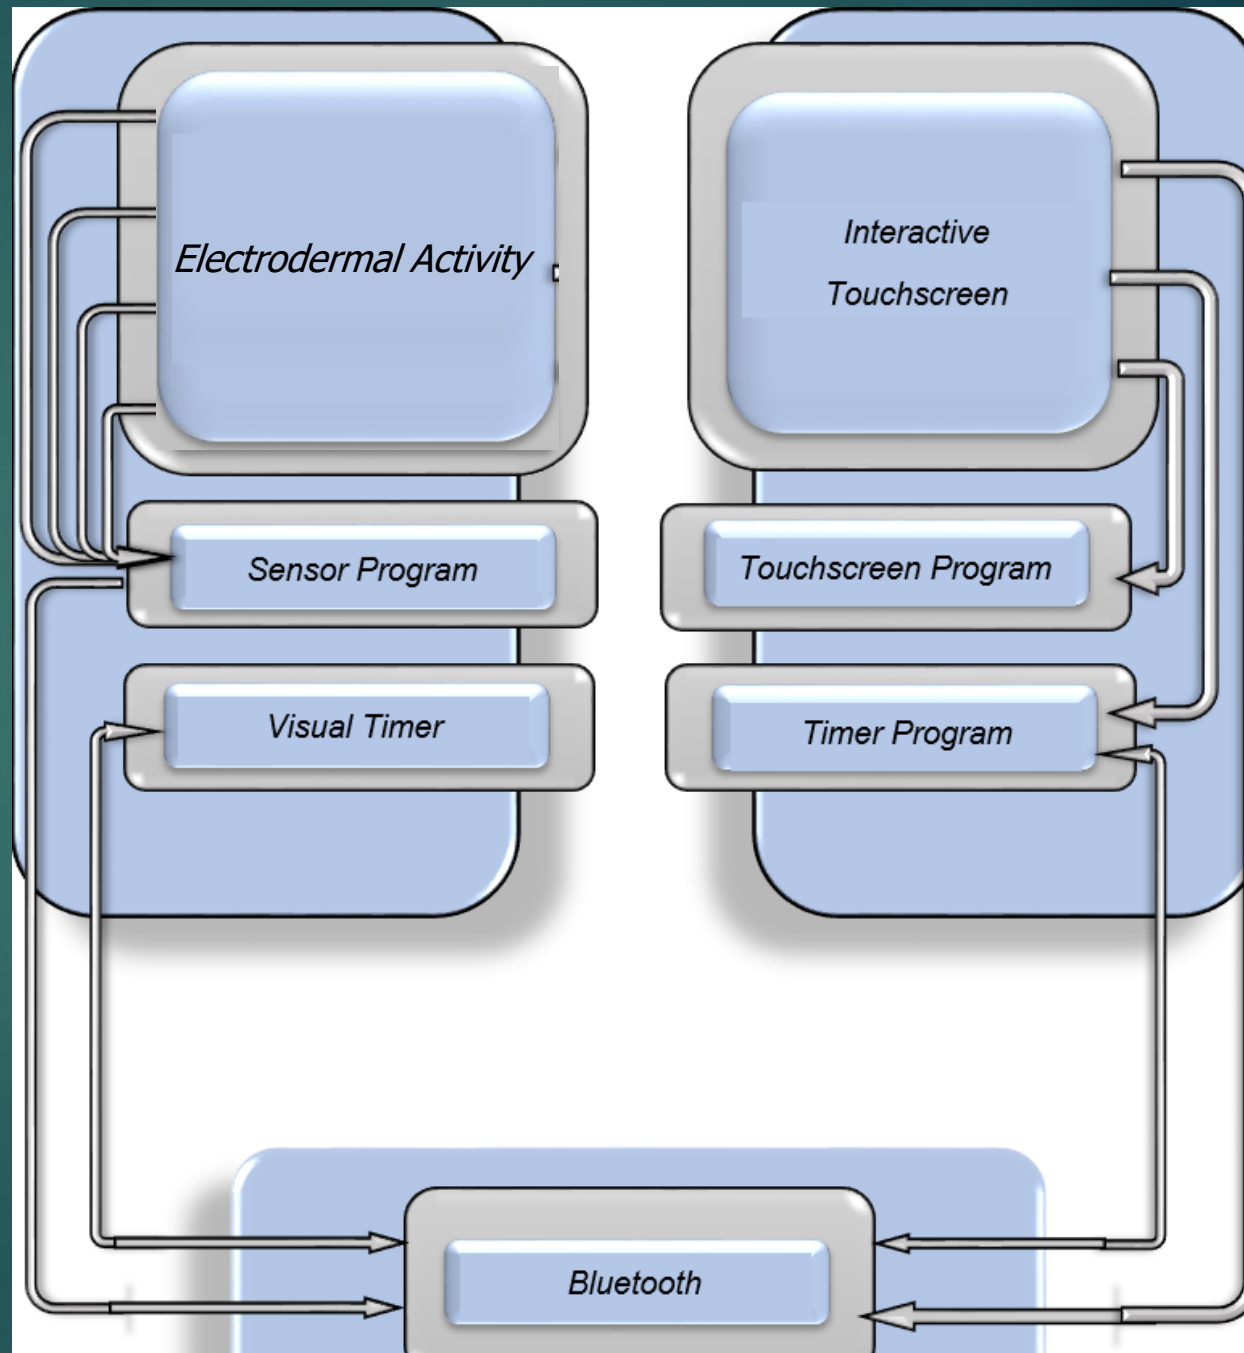 Electrodermal Activity
Interactive
Touchscreen
Sensor Program
Touchscreen Program
Visual Timer
Timer Program
Bluetooth